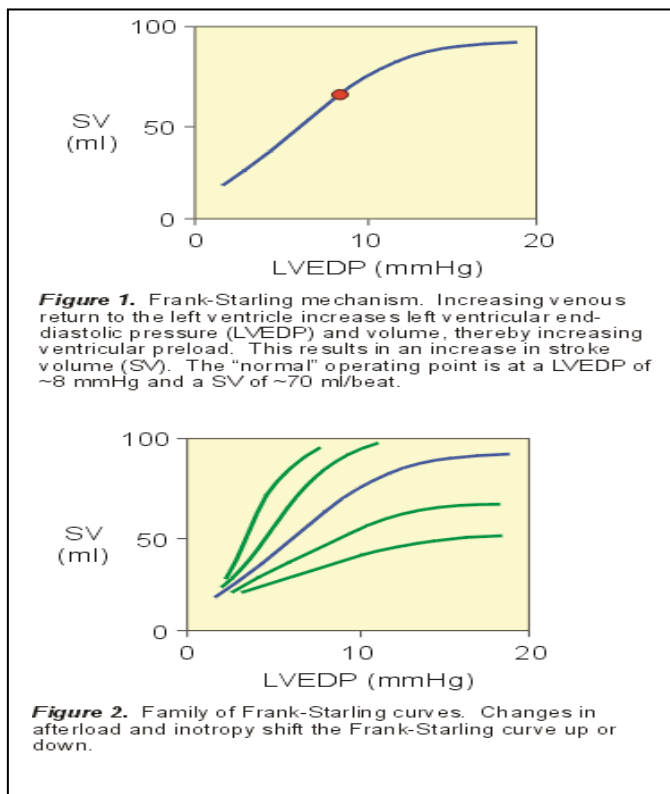 100
SV
(ml)
50
0
0
10
20
LVEDP (mmHg)
Figure 1. Frank-Starling mechanism. Increasing venous
return to the left ventricle increases left ventricular end-
diastolic pressure (LVEDP) and volume, thereby increasing
ventricular preload. This results in an increase in stroke
volume (SV). The "normal" operating point is at a LVEDP of
~8 mmHg and a SV of ~70 ml/beat.
100
SV
(ml)
50
0
0
10
20
LVEDP (mmHg)
Figure 2. Family of Frank-Starling curves. Changes in
afterload and inotropy shift the Frank-Starling curve up or
down.